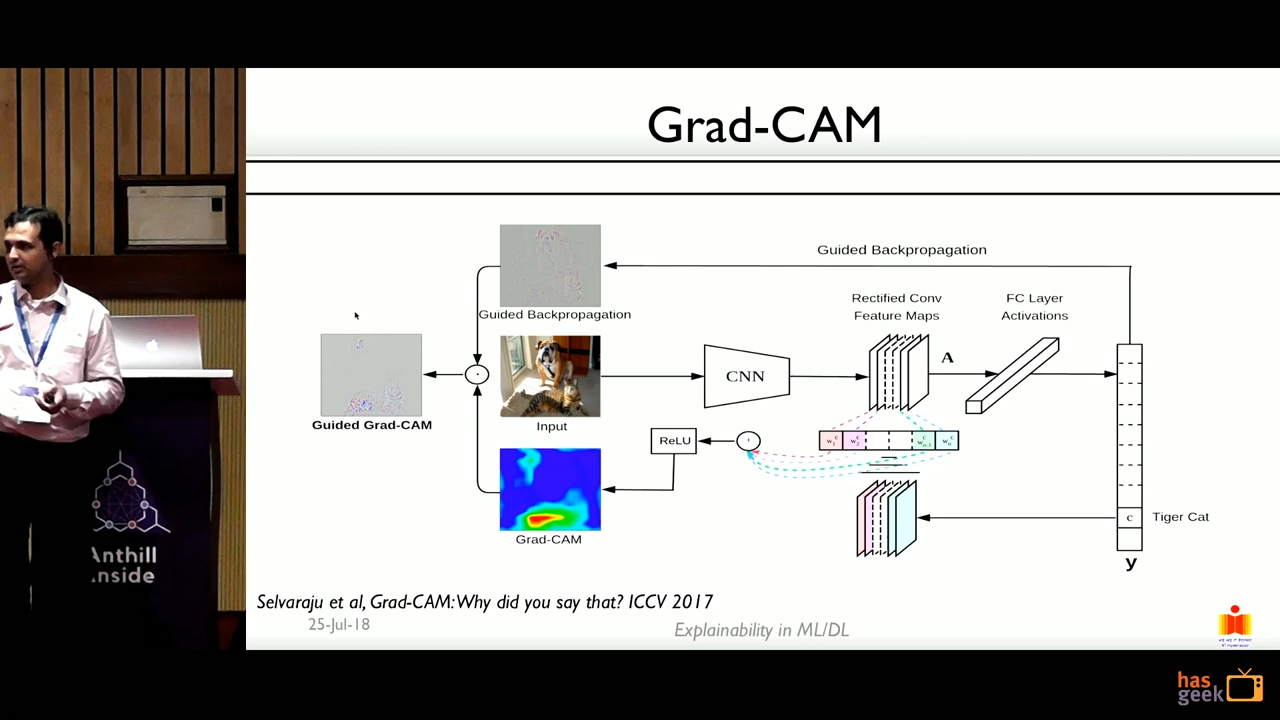 Grad-CAM
Guided Backpropagation
Rectified Conv
Feature Maps
FC Layer
Activations
A
Guided Backpropagation
CNN
Guided Grad-CAM
Input
ReLU
+
Grad-CAM
c
Tiger Cat
y
Selvaraju et al, Grad-CAM:Why did you say that? ICCV 2017
25-Jul-18
Explainability in ML/DL
Anthill
Inside
has
geek